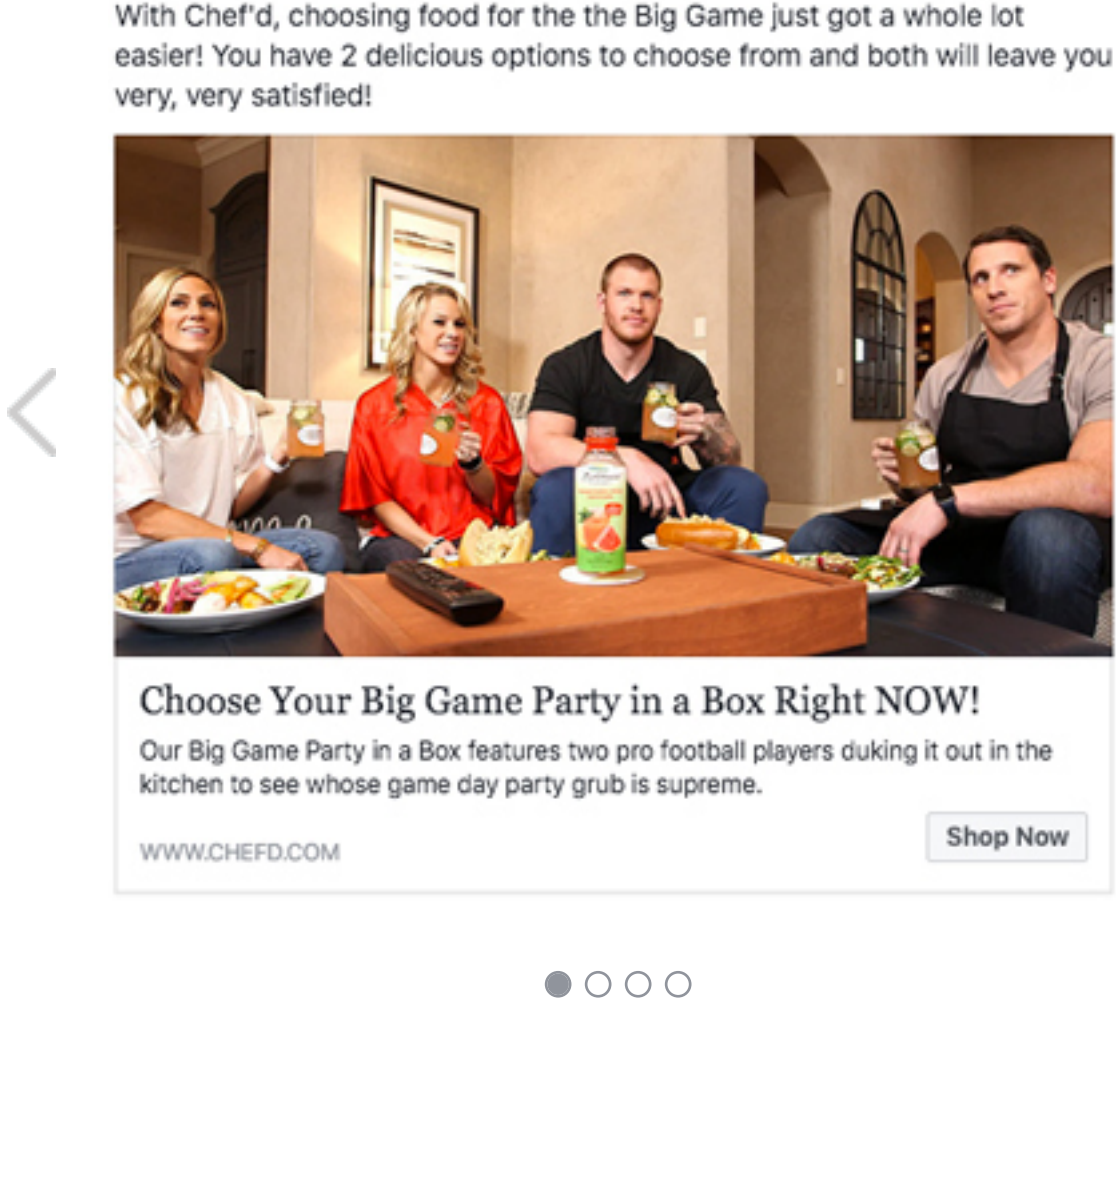 With Chef'd, choosing food for the the Big Game just got a whole lot
easier! You have 2 delicious options to choose from and both will leave you
very, very satisfied!
Choose Your Big Game Party in a Box Right NOW!
Our Big Game Party in a Box features two pro football players duking it out in the
kitchen to see whose game day party grub is supreme.
WWW.CHEFD.COM
Shop Now